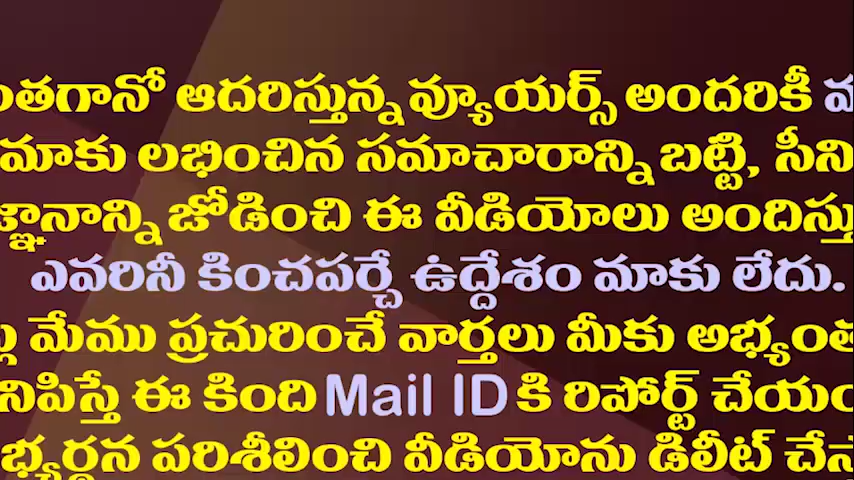 ంతగానో ఆదరిస్తున్న వ్యూయర్స్ అందరికీ
మాకు లభించిన సమాచారాన్ని బట్టి, సీని
జ్ఞానాన్ని జోడించి ఈ వీడియోలు అందిస్తు
ఎవరినీ కించపర్చే ఉద్దేశం మాకు లేదు.
మేము ప్రచురించే వార్తలు మీకు అభ్యంత
నిపిస్తే ఈ కింది Mail ID కి రిపోర్ట్ చేయం
భ్యర్థన పరిశీలించి వీడియోను డిలీట్ చేస